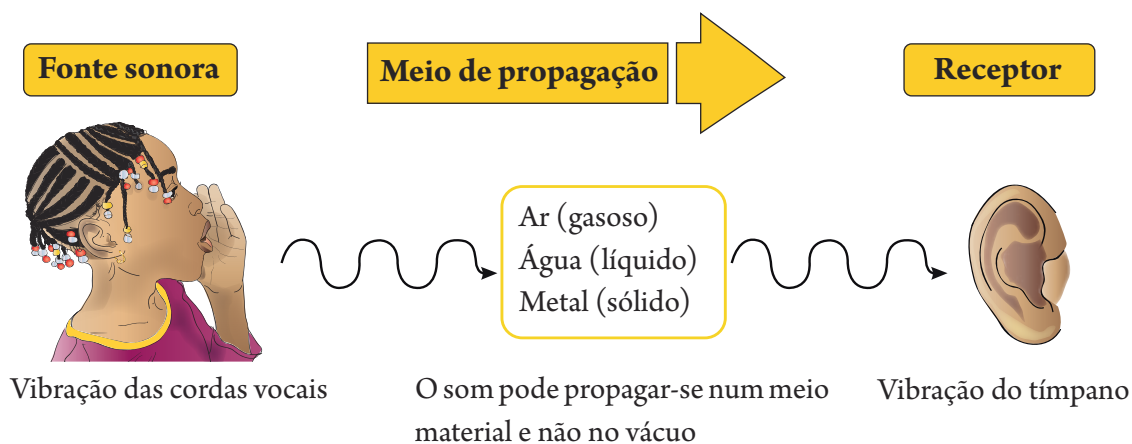 Fonte sonora
Meio de propagação
Receptor
Ar (gasoso)
Água (líquido)
Metal (sólido)
Vibração das cordas vocais
O som pode propagar-se num meio
material e não no vácuo
Vibração do tímpano